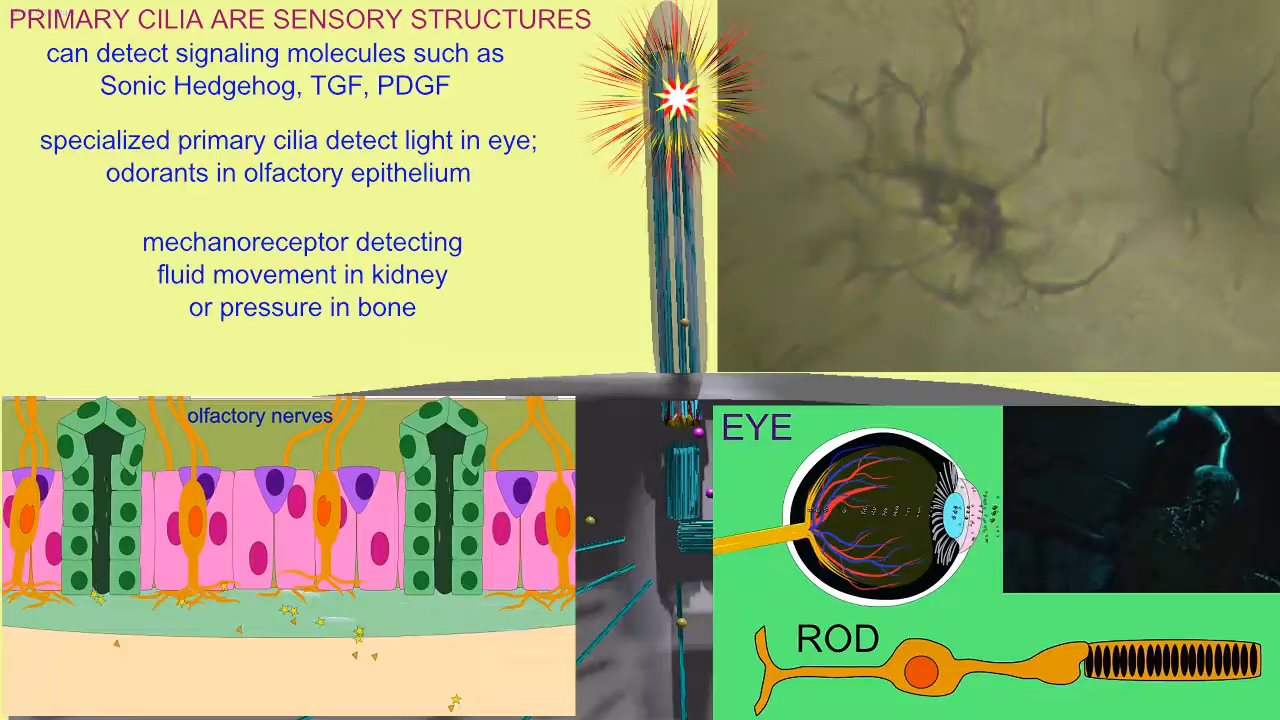 PRIMARY CILIA ARE SENSORY STRUCTURES
can detect signaling molecules such as
Sonic Hedgehog, TGF, PDGF
specialized primary cilia detect light in eye;
odorants in olfactory epithelium
mechanoreceptor detecting
fluid movement in kidney
or pressure in bone
olfactory nerves
EYE
ROD